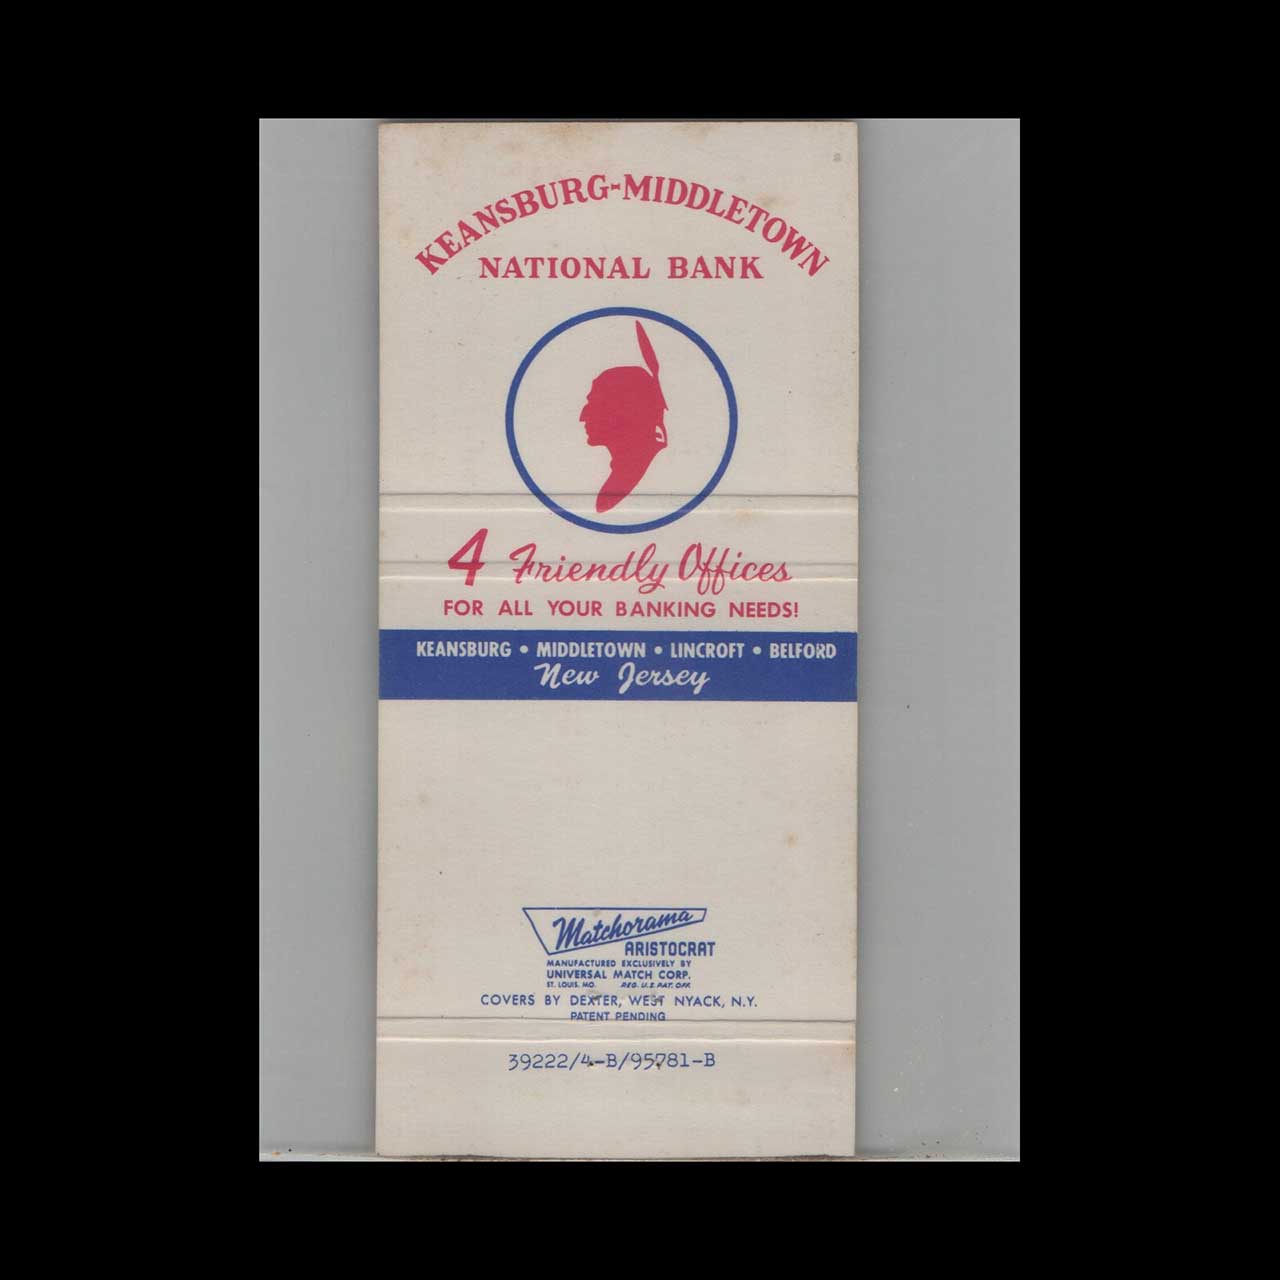 KEANSBURG-MIDDLETOWN
NATIONAL BANK
4 Friendly Offices
FOR ALL YOUR BANKING NEEDS!
KEANSBURG • MIDDLETOWN • LINCROFT • BELFORD
New Jersey
Matchorama
ARISTOCRAT
MANUFACTURED EXCLUSIVELY BY
UNIVERSAL MATCH CORP.
ST. LOUIS. MO. REG. U.S. PAT. OFF.
COVERS BY DEXTER, WEST NYACK, N.Y.
PATENT PENDING
39222/4-B/95781-B